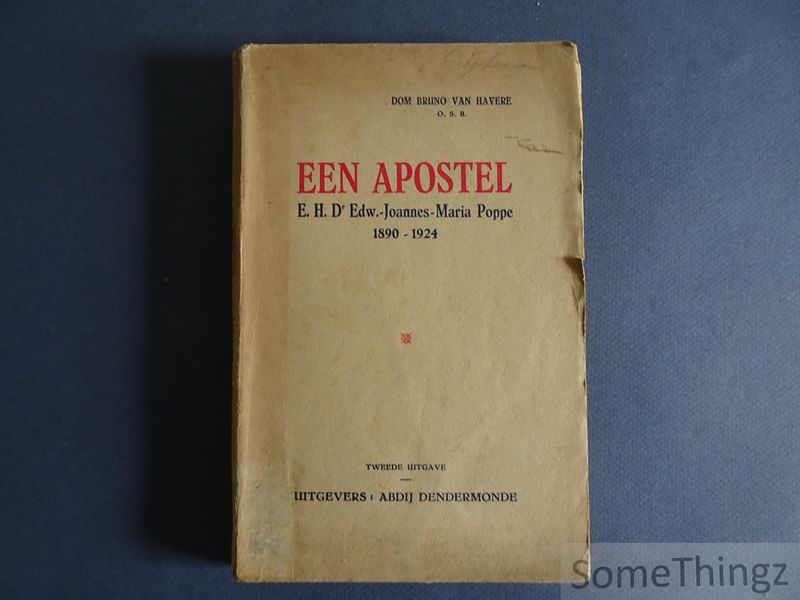 DOM BRUNO VAN HAVERE
O. S. B.
EEN APOSTEL
E. H. Dr Edw.-Joannes-Maria Poppe
1890 - 1924
TWEEDE UITGAVE
UITGEVERS : ABDIJ DENDERMONDE
SomeThingz